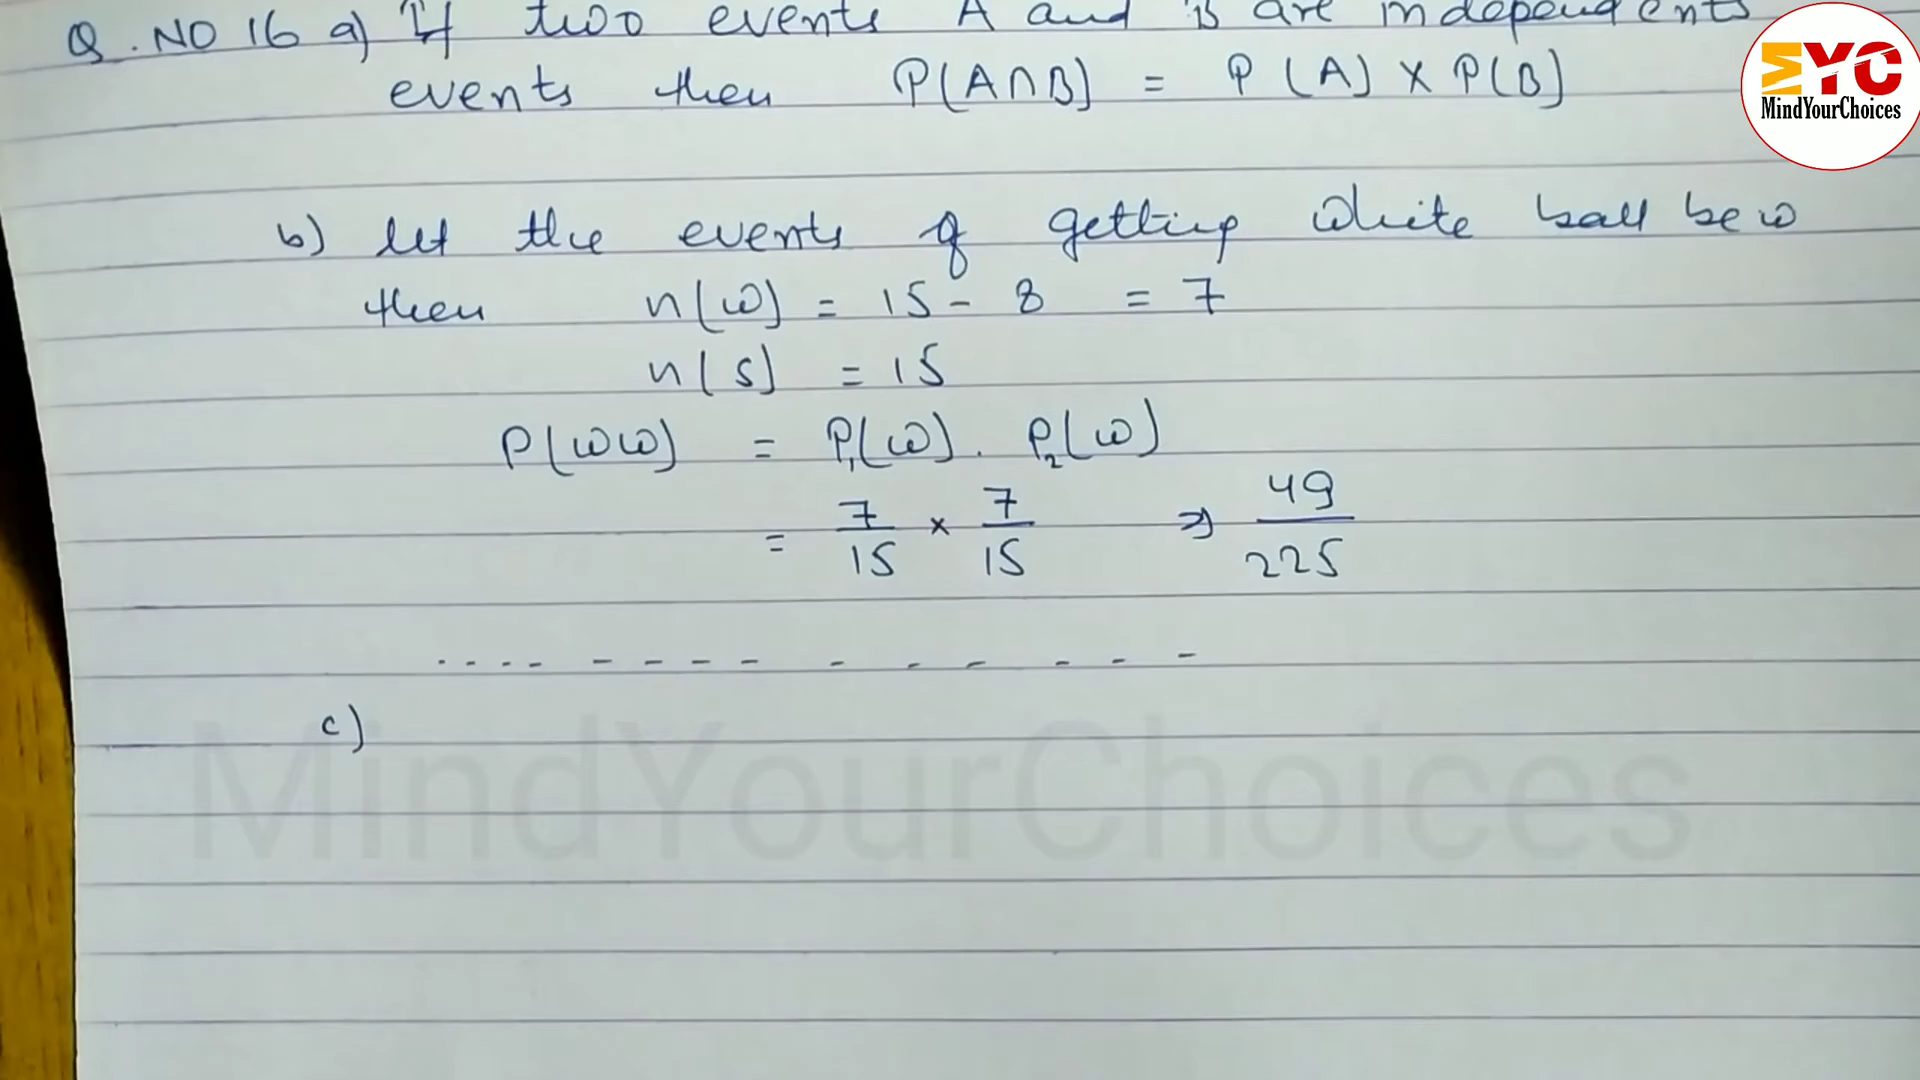 Q.NO 16 a) If two events A and B are independents
events then P(A∩B) = P(A) × P(B)
MYC
MindYourChoices
b) let the events of getting white ball be w
then n(w) = 15 - 8 = 7
n(s) = 15
P(ww) = P₁(w) . P₂(w)
= 7/15 × 7/15 ⇒ 49/225
c)
MindYourChoices